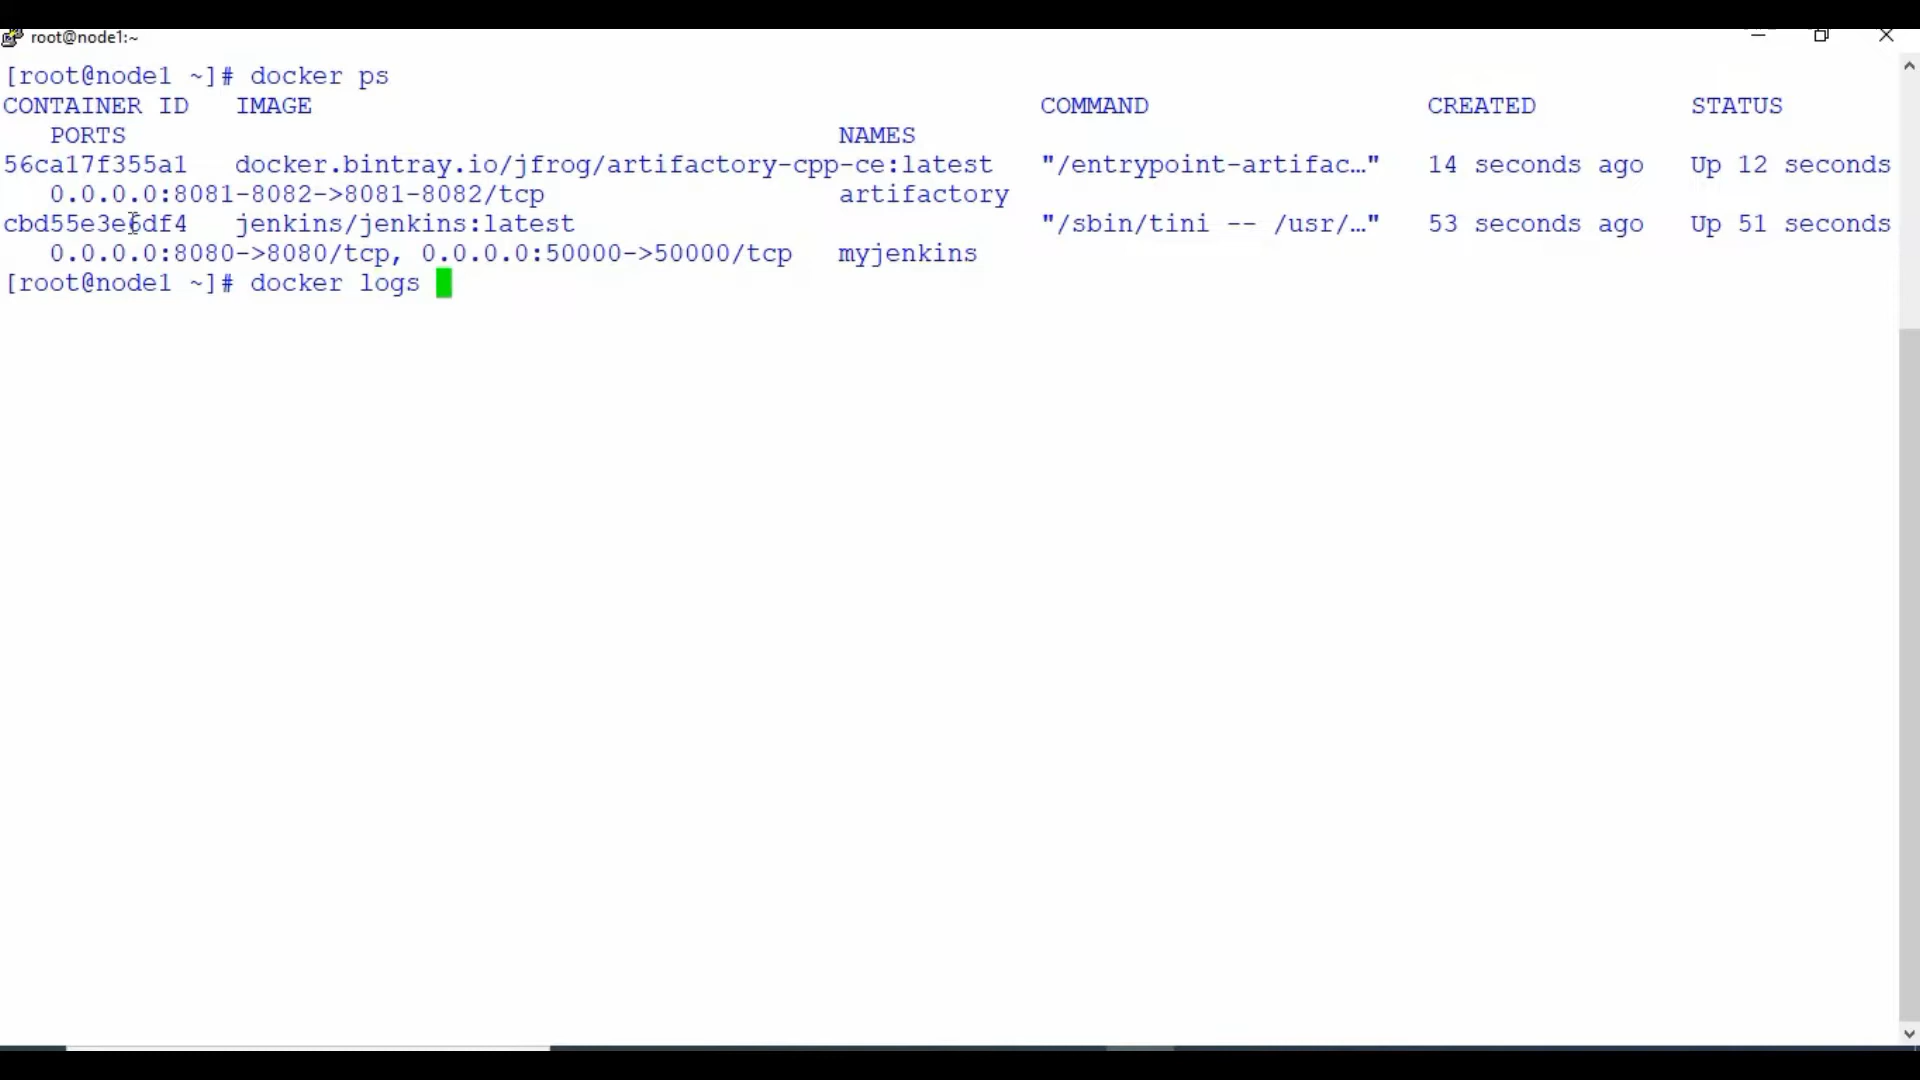 root@node1:~
[root@node1 ~]# docker ps
CONTAINER ID   IMAGE                                               COMMAND                  CREATED          STATUS
   PORTS                                              NAMES
56ca17f355a1   docker.bintray.io/jfrog/artifactory-cpp-ce:latest   "/entrypoint-artifac…"   14 seconds ago   Up 12 seconds
   0.0.0.0:8081-8082->8081-8082/tcp                   artifactory
cbd55e3e6df4   jenkins/jenkins:latest                              "/sbin/tini -- /usr/…"   53 seconds ago   Up 51 seconds
   0.0.0.0:8080->8080/tcp, 0.0.0.0:50000->50000/tcp   myjenkins
[root@node1 ~]# docker logs